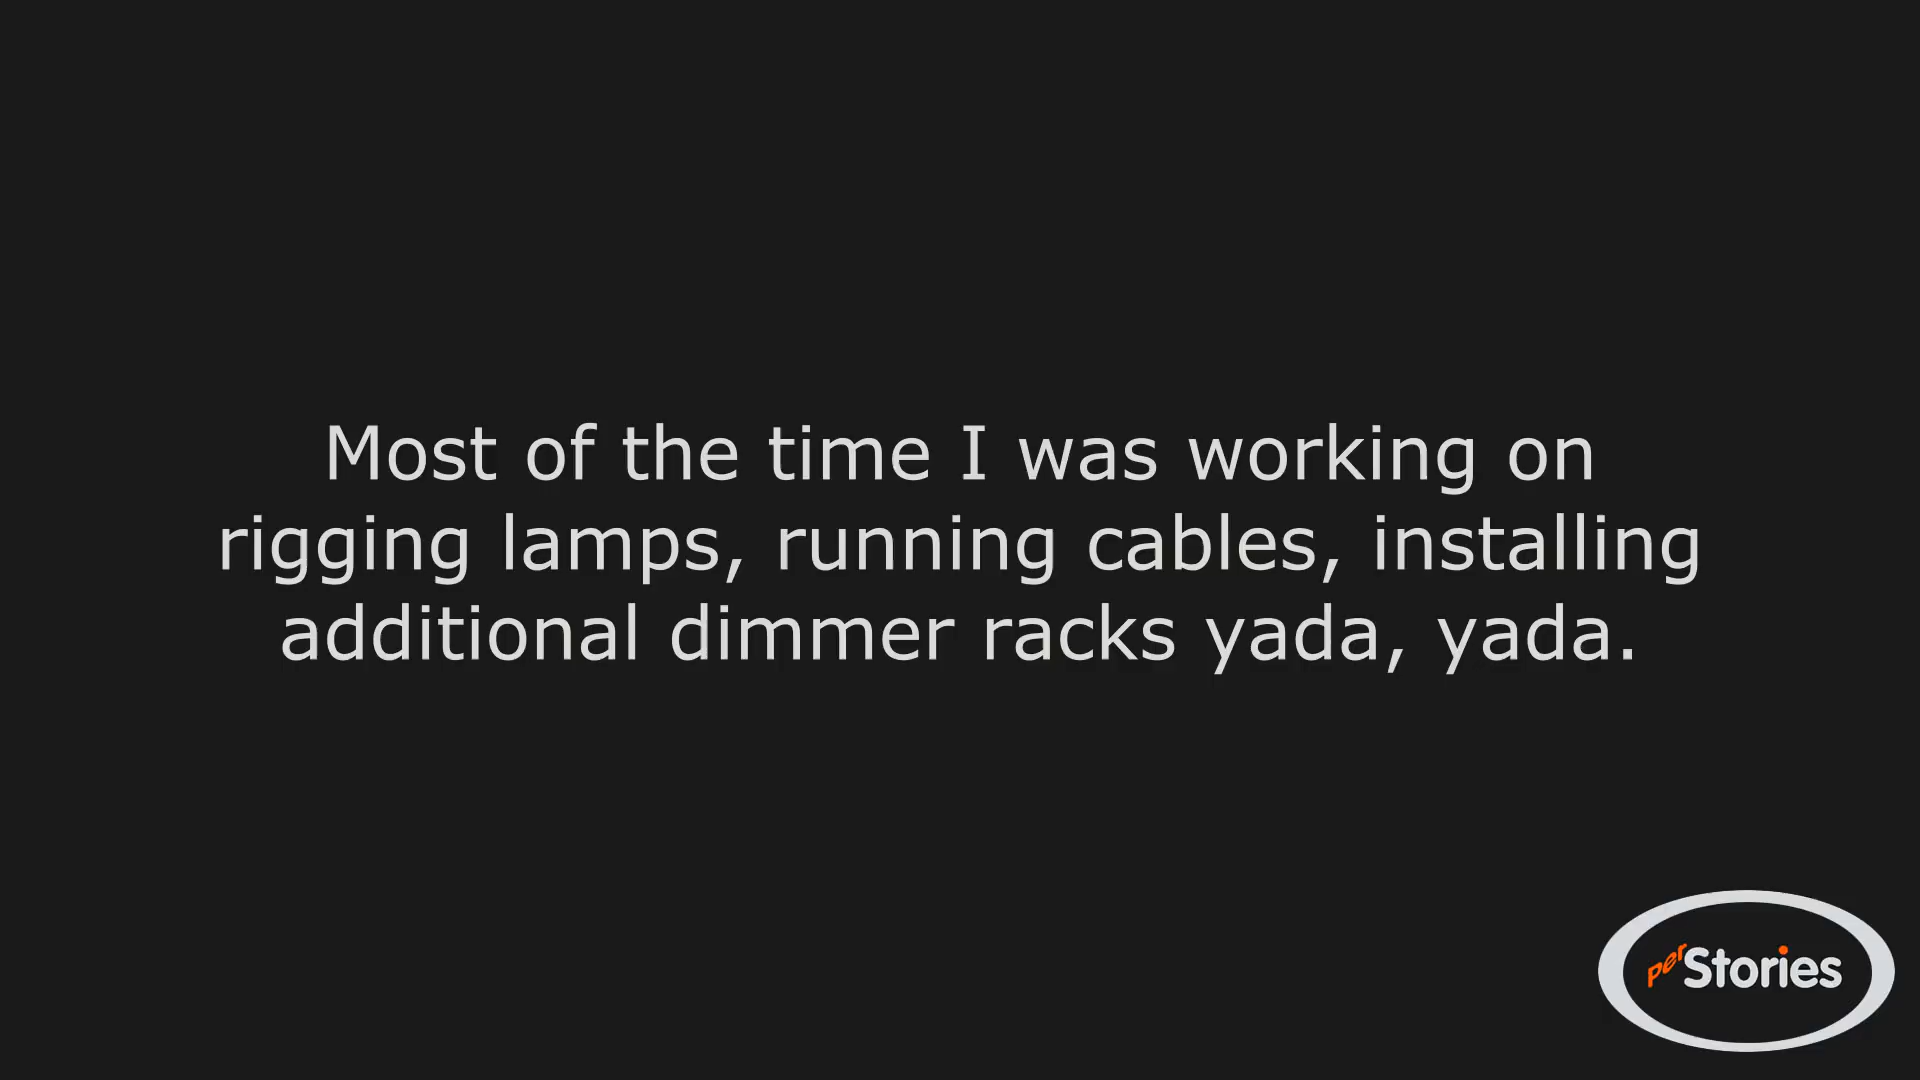 Most of the time I was working on
rigging lamps, running cables, installing
additional dimmer racks yada, yada.
perStories